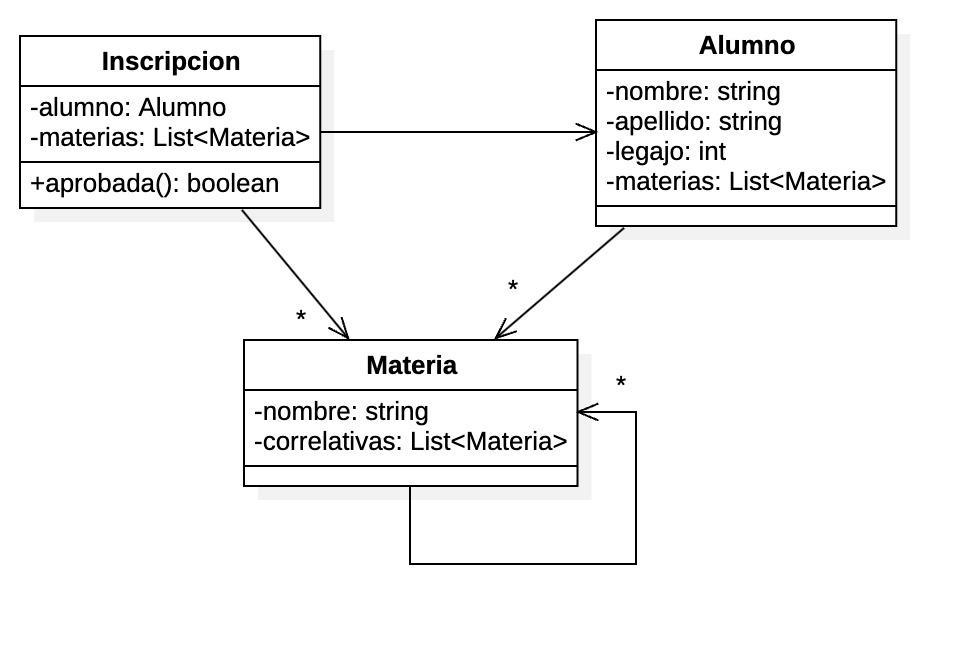 Inscripcion
-alumno: Alumno
-materias: List<Materia>
+aprobada(): boolean
Alumno
-nombre: string
-apellido: string
-legajo: int
-materias: List<Materia>
*
*
Materia
-nombre: string
-correlativas: List<Materia>
*